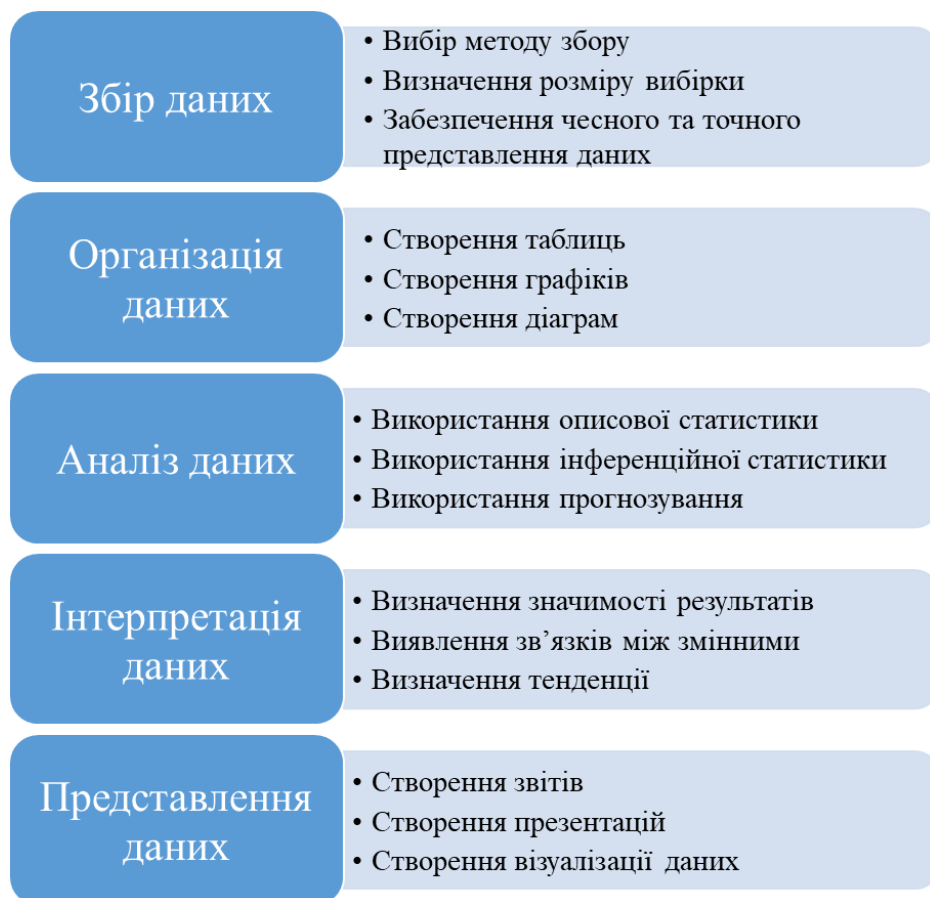 Збір даних
• Вибір методу збору
• Визначення розміру вибірки
• Забезпечення чесного та точного
представлення даних
Організація
даних
• Створення таблиць
• Створення графіків
• Створення діаграм
Аналіз даних
• Використання описової статистики
• Використання інференційної статистики
• Використання прогнозування
Інтерпретація
даних
• Визначення значимості результатів
• Виявлення зв’язків між змінними
• Визначення тенденції
Представлення
даних
• Створення звітів
• Створення презентацій
• Створення візуалізації даних